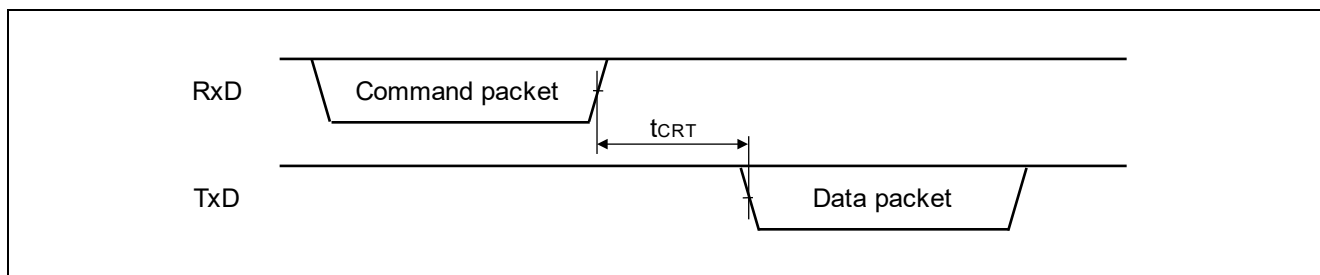 RxD
Command packet
tCRT
TxD
Data packet